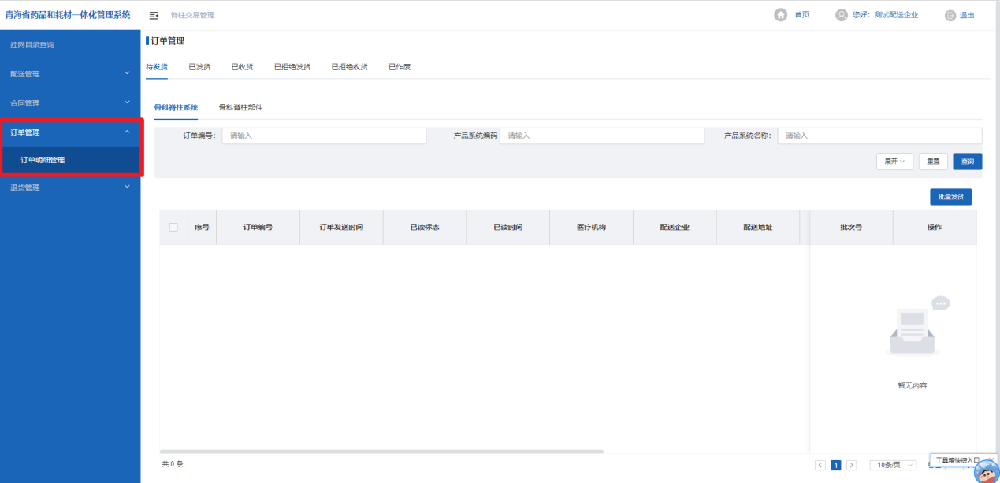 青海省药品和耗材一体化管理系统
脊柱交易管理
首页
您好：测试配送企业
退出
挂网目录查询
配送管理
合同管理
订单管理
订单明细管理
退货管理
订单管理
待发货 已发货 已收货 已拒绝发货 已拒绝收货 已作废
骨科脊柱系统 骨科脊柱部件
订单编号： 请输入 产品系统编码 请输入 产品系统名称： 请输入
展开 重置 查询
批量发货
序号 订单编号 订单发送时间 已读标志 已读时间 医疗机构 配送企业 配送地址 批次号 操作
暂无内容
共 0 条
1
10条/页
工具箱快捷入口